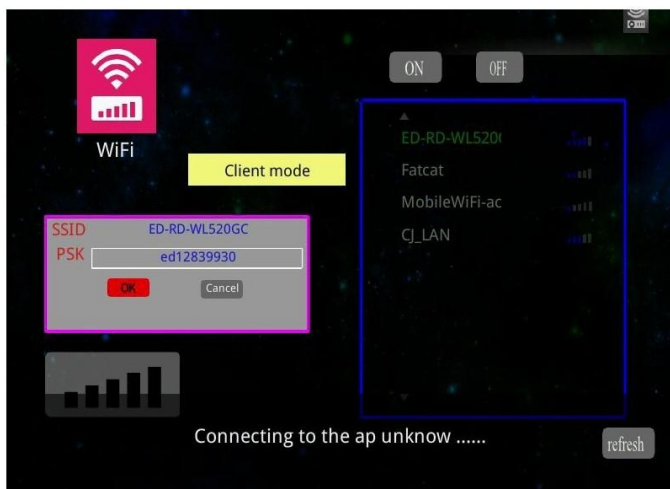 ON
OFF
WiFi
Client mode
ED-RD-WL520
Fatcat
MobileWiFi-ac
CJ_LAN
SSID ED-RD-WL520GC
PSK ed12839930
OK Cancel
Connecting to the ap unknow ......
refresh